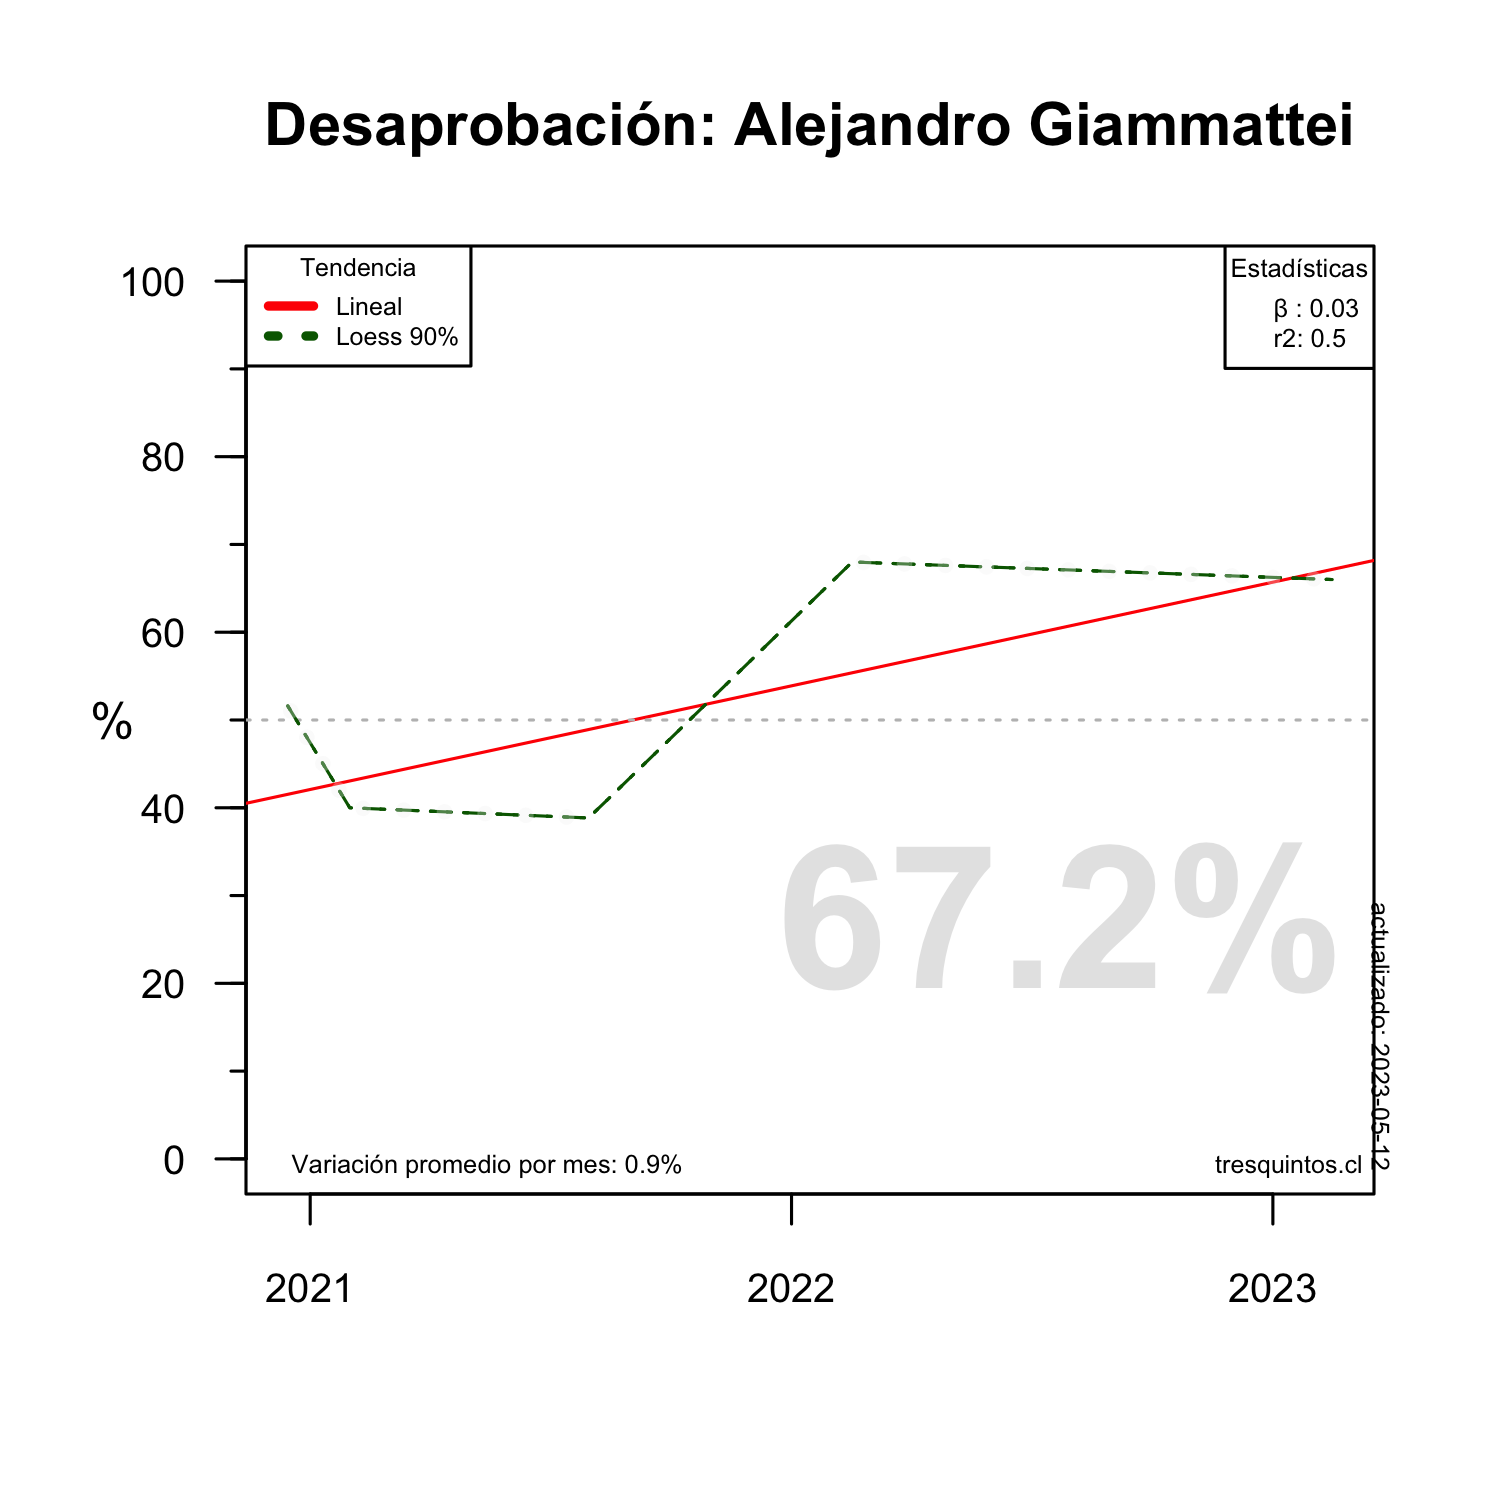 Desaprobación: Alejandro Giammattei
Tendencia
Lineal
Loess 90%
Estadísticas
β : 0.03
r2: 0.5
100
80
60
40
20
0
%
67.2%
actualizado: 2023-05-12
Variación promedio por mes: 0.9%
tresquintos.cl
2021
2022
2023